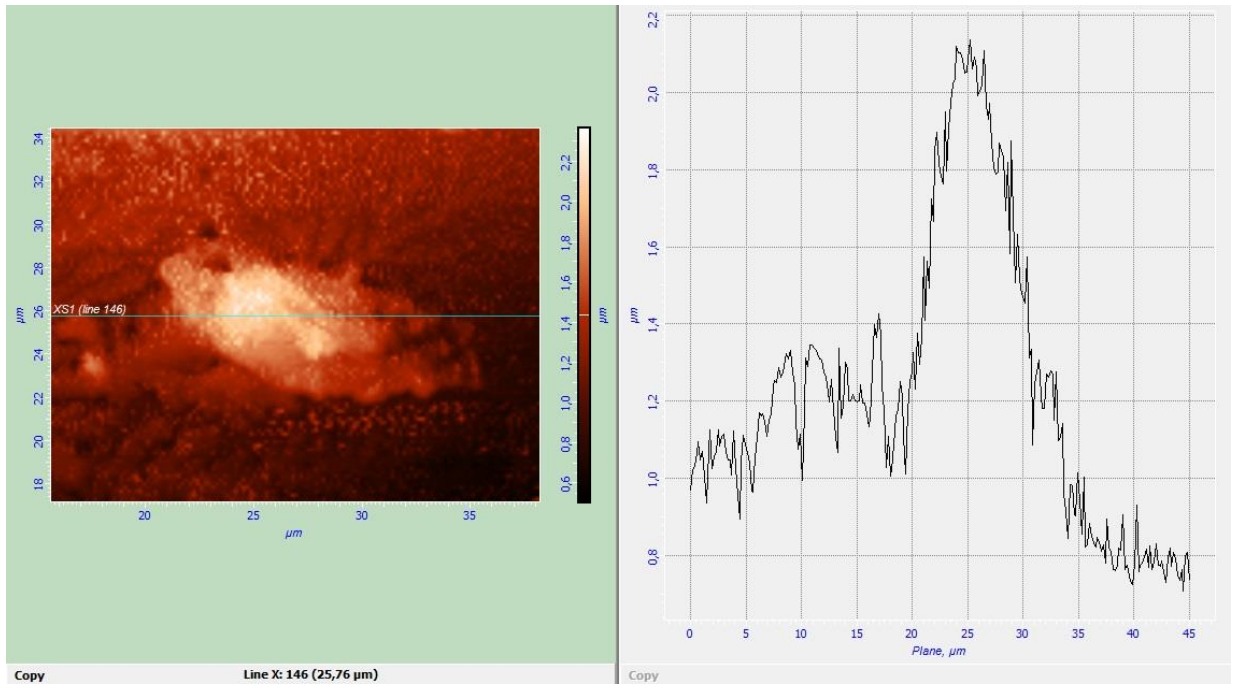 34
32
30
28
26
24
22
20
18
µm
XS1 (line 146)
20 25 30 35
µm
2,2
2,0
1,8
1,6
1,4
1,2
1,0
0,8
0,6
µm
Copy Line X: 146 (25,76 µm)
2,2
2,0
1,8
1,6
1,4
1,2
1,0
0,8
µm
0 5 10 15 20 25 30 35 40 45
Plane, µm
Copy